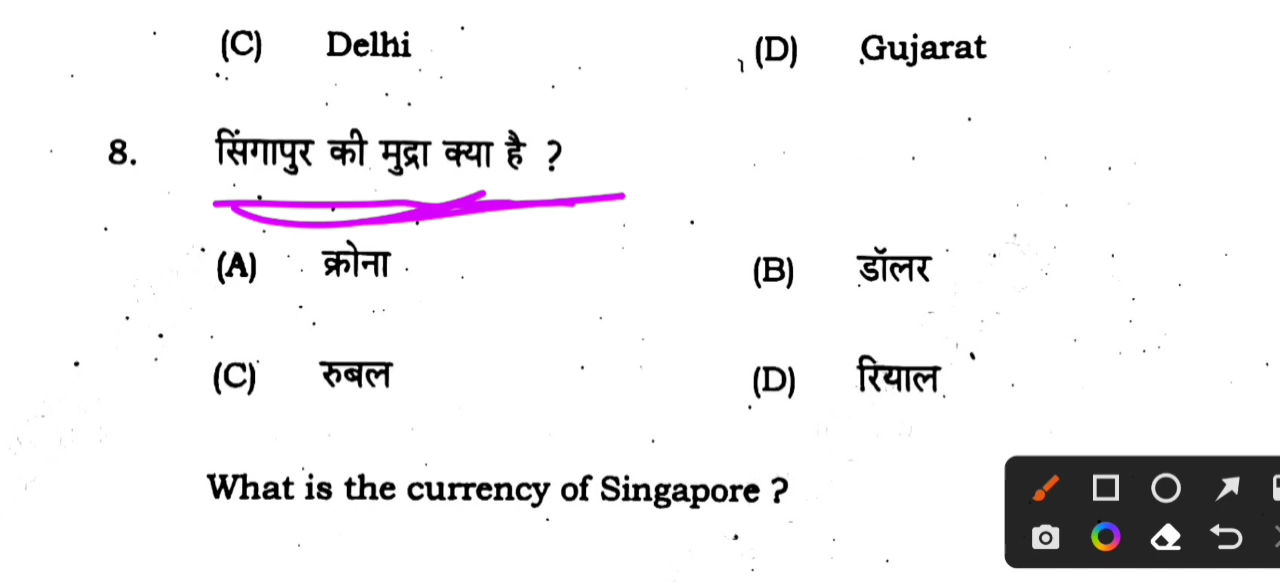 (C) Delhi (D) Gujarat
8. सिंगापुर की मुद्रा क्या है ?
(A) क्रोना (B) डॉलर
(C) रुबल (D) रियाल
What is the currency of Singapore ?